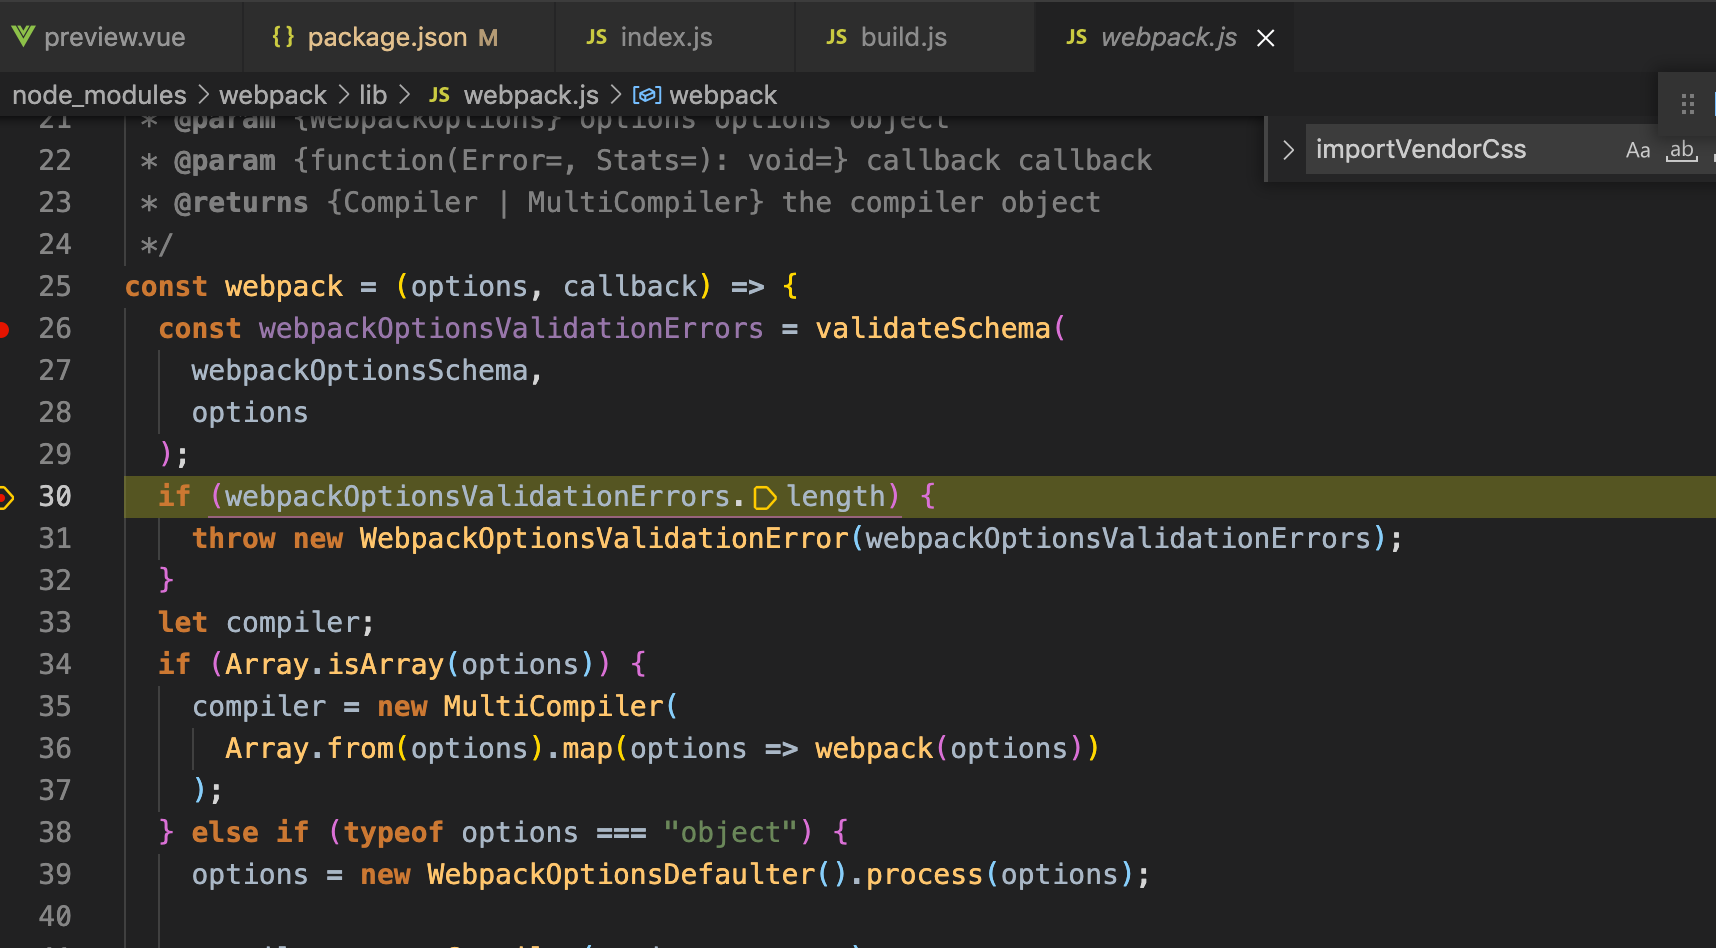 preview.vue {} package.json M JS index.js JS build.js JS webpack.js
node_modules > webpack > lib > JS webpack.js > webpack
importVendorCss Aa ab
21 * @param {WebpackOptions} options options object
22 * @param {function(Error=, Stats=): void=} callback callback
23 * @returns {Compiler | MultiCompiler} the compiler object
24 */
25 const webpack = (options, callback) => {
26 const webpackOptionsValidationErrors = validateSchema(
27 webpackOptionsSchema,
28 options
29 );
30 if (webpackOptionsValidationErrors.length) {
31 throw new WebpackOptionsValidationError(webpackOptionsValidationErrors);
32 }
33 let compiler;
34 if (Array.isArray(options)) {
35 compiler = new MultiCompiler(
36 Array.from(options).map(options => webpack(options))
37 );
38 } else if (typeof options === "object") {
39 options = new WebpackOptionsDefaulter().process(options);
40